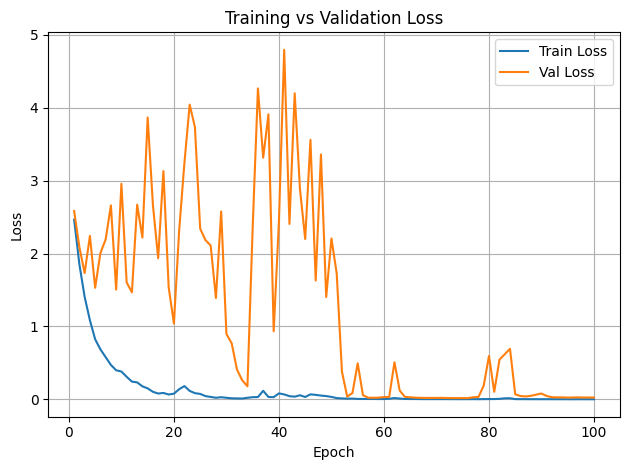 Training vs Validation Loss
5
4
3
2
1
0
Loss
Train Loss
Val Loss
0 20 40 60 80 100
Epoch